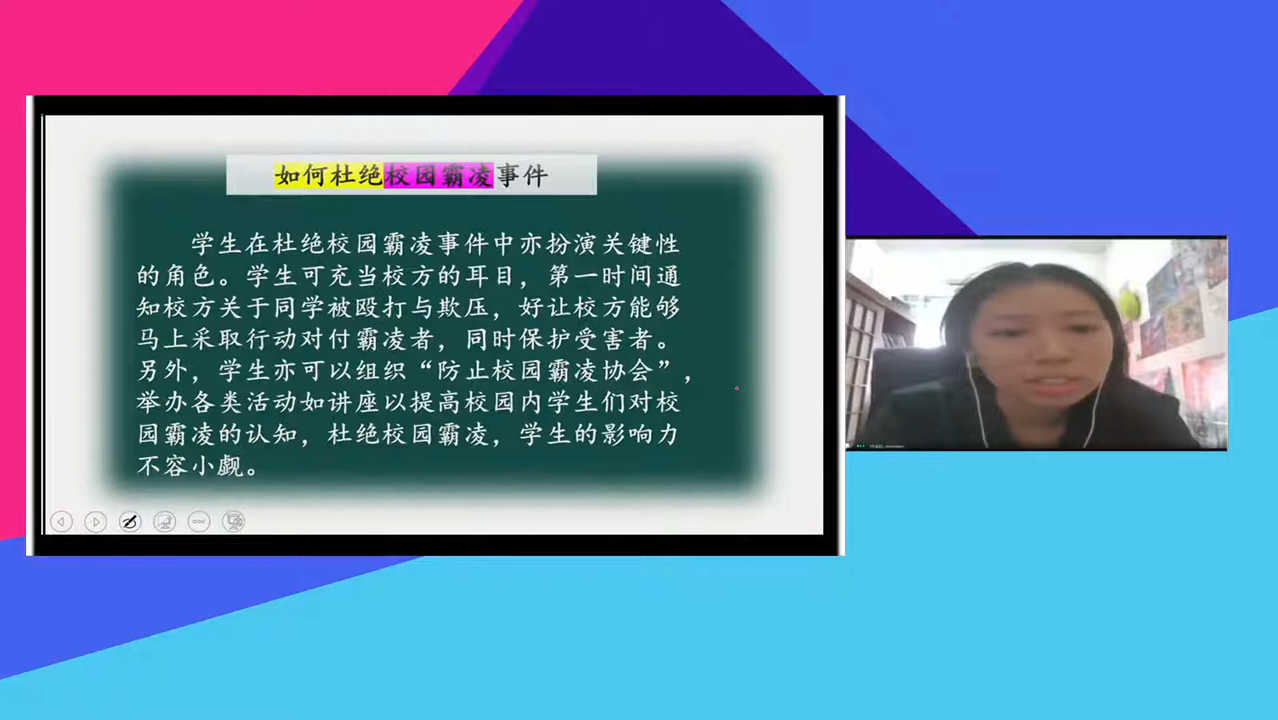 如何杜绝校园霸凌事件
学生在杜绝校园霸凌事件中亦扮演关键性
的角色。学生可充当校方的耳目，第一时间通
知校方关于同学被殴打与欺压，好让校方能够
马上采取行动对付霸凌者，同时保护受害者。
另外，学生亦可以组织“防止校园霸凌协会”，
举办各类活动如讲座以提高校园内学生们对校
园霸凌的认知，杜绝校园霸凌，学生的影响力
不容小觑。